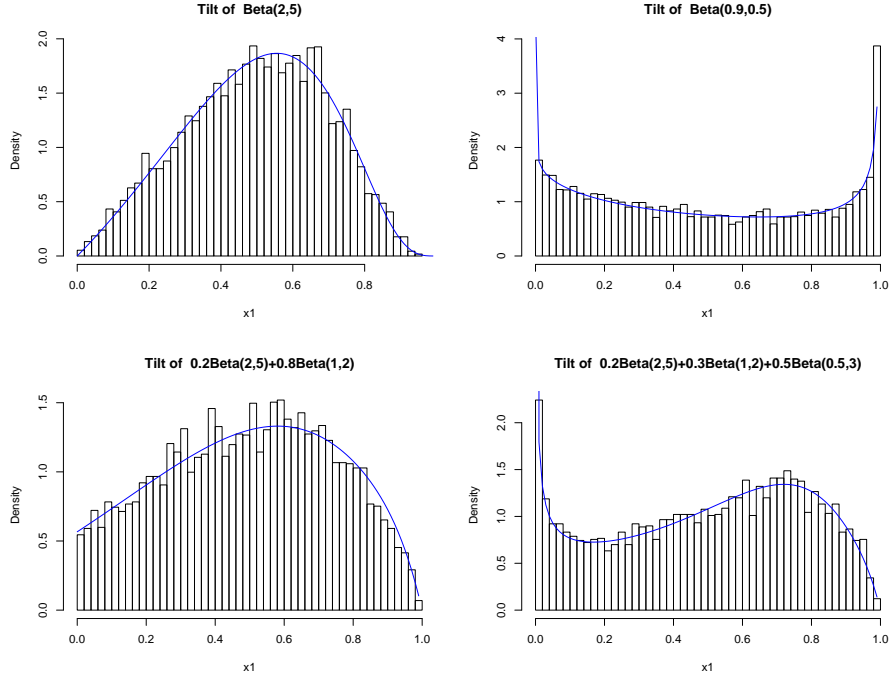 Tilt of Beta(2,5)
Density
0.0 0.5 1.0 1.5 2.0
0.0 0.2 0.4 0.6 0.8
x1
Tilt of Beta(0.9,0.5)
Density
0 1 2 3 4
0.0 0.2 0.4 0.6 0.8 1.0
x1
Tilt of 0.2Beta(2,5)+0.8Beta(1,2)
Density
0.0 0.5 1.0 1.5
0.0 0.2 0.4 0.6 0.8 1.0
x1
Tilt of 0.2Beta(2,5)+0.3Beta(1,2)+0.5Beta(0.5,3)
Density
0.0 0.5 1.0 1.5 2.0
0.0 0.2 0.4 0.6 0.8 1.0
x1